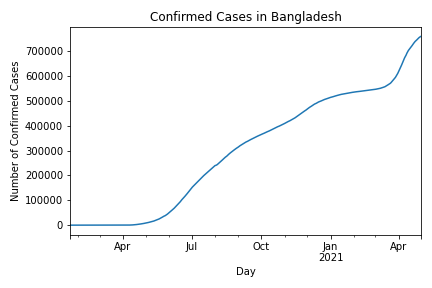 Confirmed Cases in Bangladesh
Number of Confirmed Cases
700000
600000
500000
400000
300000
200000
100000
0
Apr Jul Oct Jan Apr
2021
Day